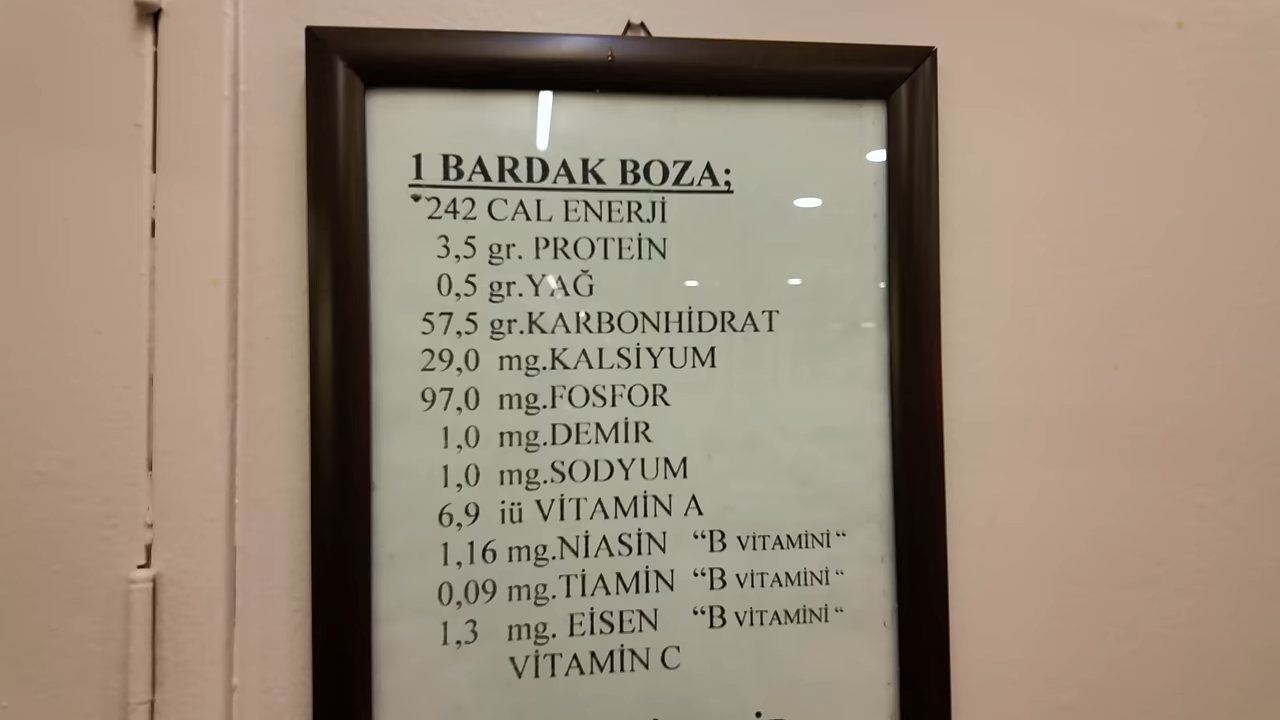 1 BARDAK BOZA;
242 CAL ENERJİ
3,5 gr. PROTEİN
0,5 gr.YAĞ
57,5 gr.KARBONHİDRAT
29,0 mg.KALSİYUM
97,0 mg.FOSFOR
1,0 mg.DEMİR
1,0 mg.SODYUM
6,9 iü VİTAMİN A
1,16 mg.NİASİN “B VİTAMİNİ“
0,09 mg.TİAMİN “B VİTAMİNİ“
1,3 mg. EİSEN “B VİTAMİNİ“
VİTAMİN C